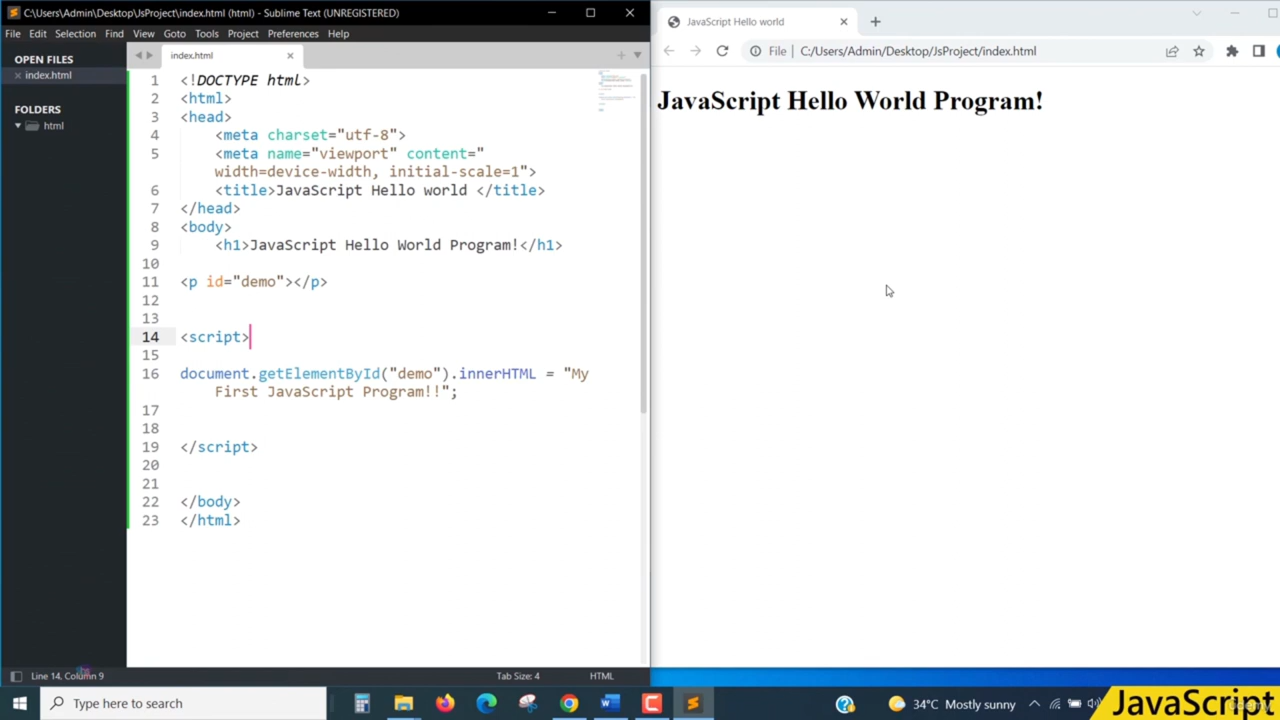 C:\Users\Admin\Desktop\JsProject\index.html (html) - Sublime Text (UNREGISTERED)
File Edit Selection Find View Goto Tools Project Preferences Help
OPEN FILES
index.html
FOLDERS
html
index.html
1 <!DOCTYPE html>
2 <html>
3 <head>
4 <meta charset="utf-8">
5 <meta name="viewport" content="
width=device-width, initial-scale=1">
6 <title>JavaScript Hello world </title>
7 </head>
8 <body>
9 <h1>JavaScript Hello World Program!</h1>
10
11 <p id="demo"></p>
12
13
14 <script>
15
16 document.getElementById("demo").innerHTML = "My
First JavaScript Program!!";
17
18
19 </script>
20
21
22 </body>
23 </html>
Line 14, Column 9
Tab Size: 4
HTML
JavaScript Hello world
File C:/Users/Admin/Desktop/JsProject/index.html
JavaScript Hello World Program!
Type here to search
34°C Mostly sunny
JavaScript